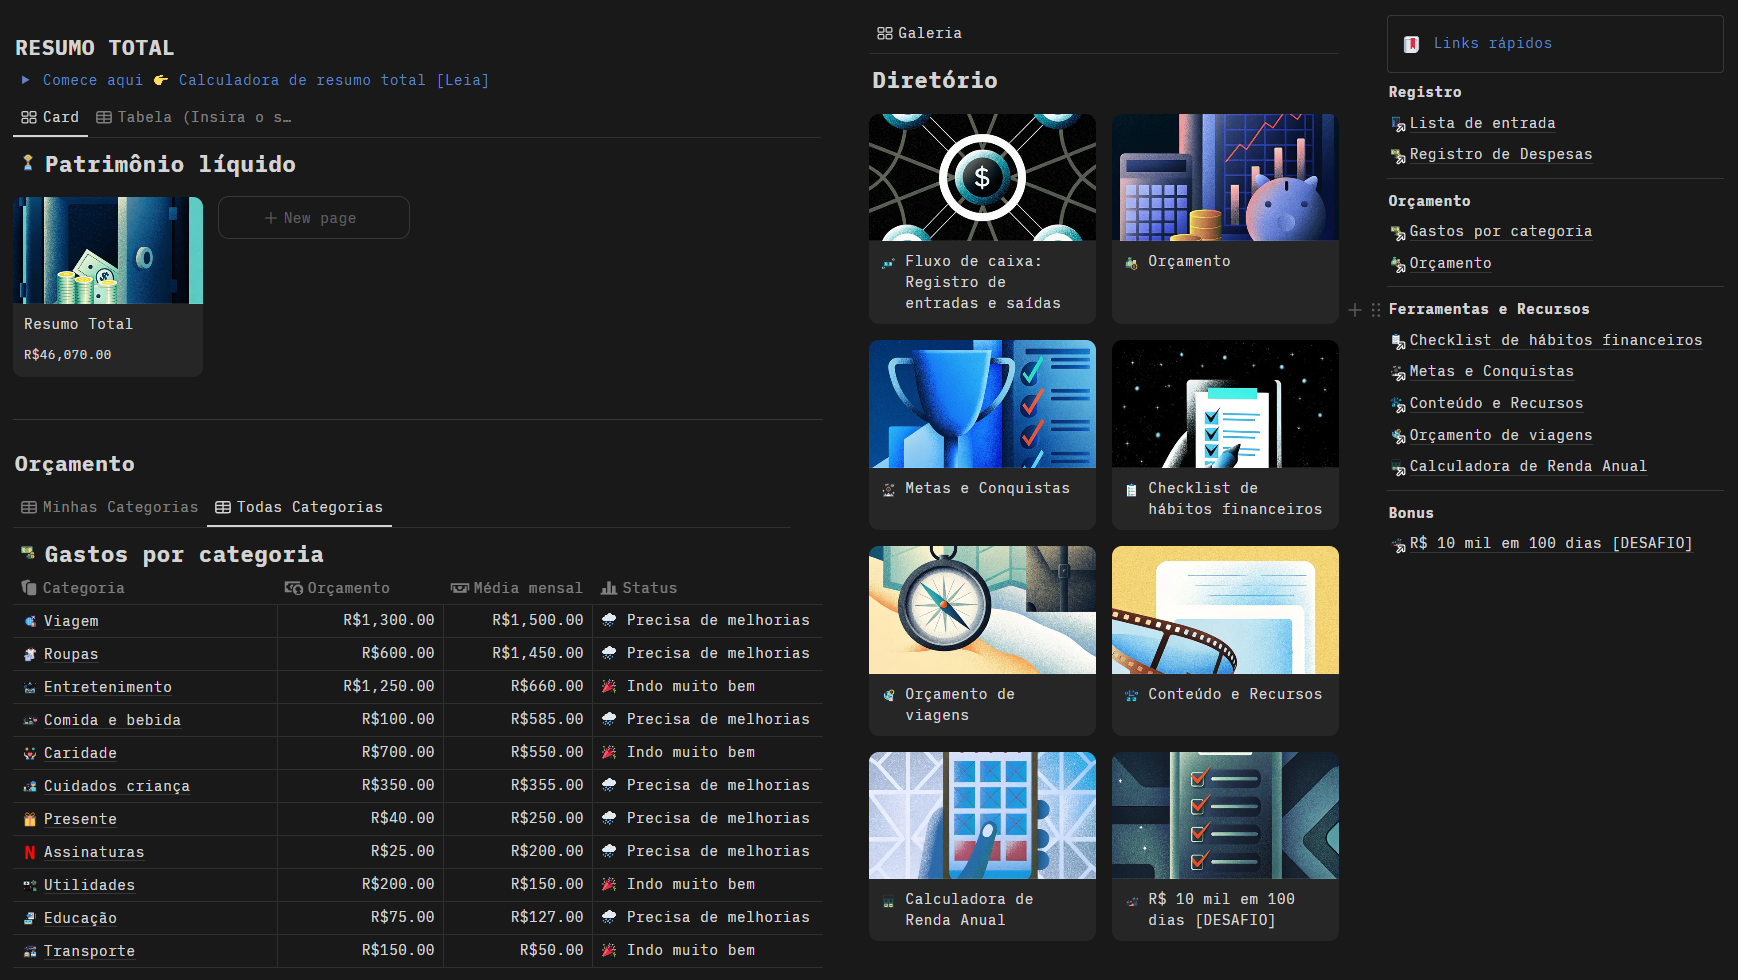 RESUMO TOTAL
Comece aqui 👉 Calculadora de resumo total [Leia]
Card
Tabela (Insira o s…
Patrimônio líquido
New page
$
Resumo Total
R$46,070.00
Orçamento
Minhas Categorias
Todas Categorias
Gastos por categoria
Categoria Orçamento Média mensal Status
Viagem R$1,300.00 R$1,500.00 Precisa de melhorias
Roupas R$600.00 R$1,450.00 Precisa de melhorias
Entretenimento R$1,250.00 R$660.00 Indo muito bem
Comida e bebida R$100.00 R$585.00 Precisa de melhorias
Caridade R$700.00 R$550.00 Indo muito bem
Cuidados criança R$350.00 R$355.00 Precisa de melhorias
Presente R$40.00 R$250.00 Precisa de melhorias
N Assinaturas R$25.00 R$200.00 Precisa de melhorias
Utilidades R$200.00 R$150.00 Indo muito bem
Educação R$75.00 R$127.00 Precisa de melhorias
Transporte R$150.00 R$50.00 Indo muito bem
Galeria
Diretório
$
Fluxo de caixa:
Registro de
entradas e saídas
Orçamento
Metas e Conquistas
Checklist de
hábitos financeiros
Orçamento de
viagens
Conteúdo e Recursos
Calculadora de
Renda Anual
R$ 10 mil em 100
dias [DESAFIO]
Links rápidos
Registro
Lista de entrada
Registro de Despesas
Orçamento
Gastos por categoria
Orçamento
Ferramentas e Recursos
Checklist de hábitos financeiros
Metas e Conquistas
Conteúdo e Recursos
Orçamento de viagens
Calculadora de Renda Anual
Bonus
R$ 10 mil em 100 dias [DESAFIO]